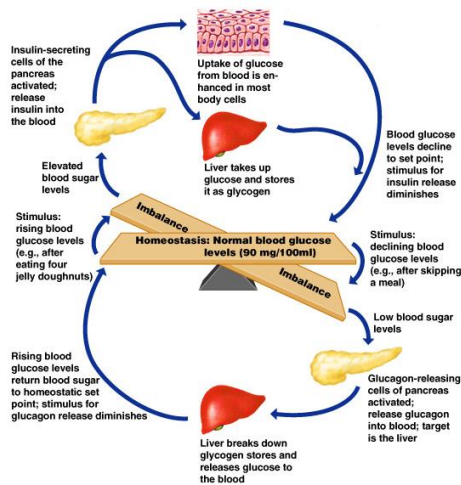 Insulin-secreting
cells of the
pancreas
activated;
release
insulin into
the blood
Uptake of glucose
from blood is en-
hanced in most
body cells
Liver takes up
glucose and stores
it as glycogen
Blood glucose
levels decline
to set point;
stimulus for
insulin release
diminishes
Elevated
blood sugar
levels
Stimulus:
rising blood
glucose levels
(e.g., after
eating four
jelly doughnuts)
Imbalance
Homeostasis: Normal blood glucose
levels (90 mg/100ml)
Imbalance
Stimulus:
declining blood
glucose levels
(e.g., after skipping
a meal)
Low blood sugar
levels
Glucagon-releasing
cells of pancreas
activated;
release glucagon
into blood; target
is the liver
Liver breaks down
glycogen stores and
releases glucose to
the blood
Rising blood
glucose levels
return blood sugar
to homeostatic set
point; stimulus for
glucagon release diminishes